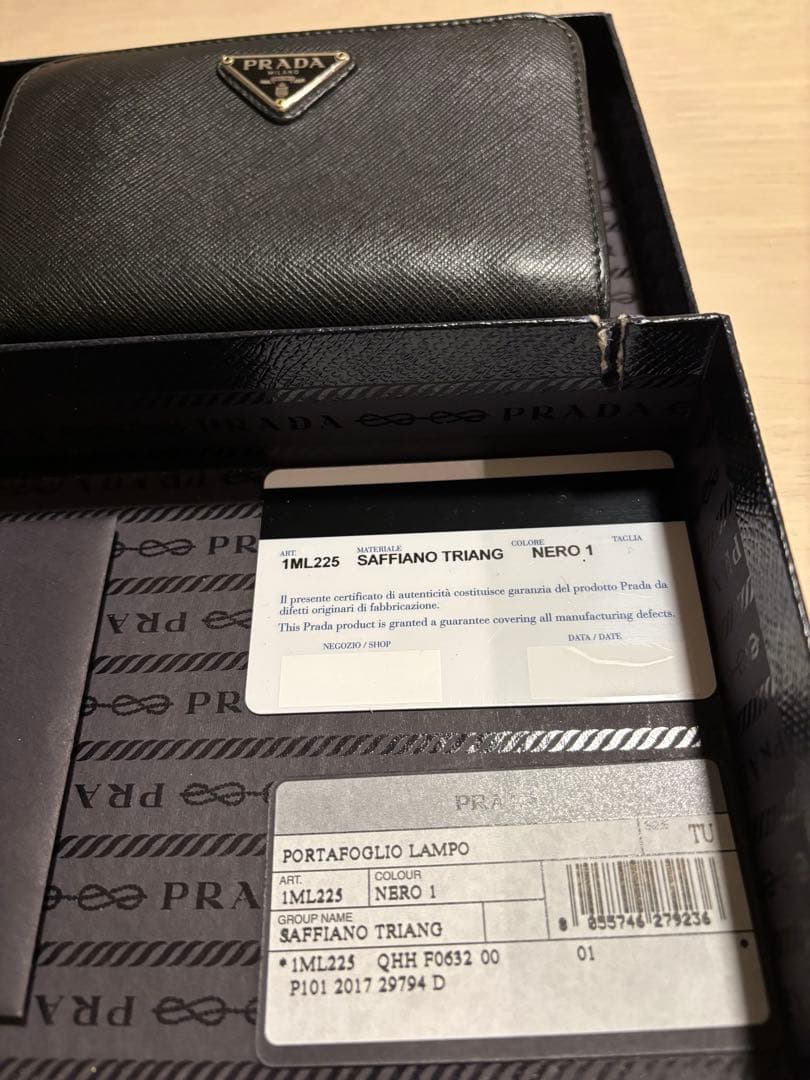 PRADA
MILANO
PRADA PRADA
ART. MATERIALE COLORE TAGLIA
1ML225 SAFFIANO TRIANG NERO 1
Il presente certificato di autenticità costituisce garanzia del prodotto Prada da
difetti originari di fabbricazione.
This Prada product is granted a guarantee covering all manufacturing defects.
NEGOZIO / SHOP DATA / DATE
PR
PRA
PR
PRA
PRA
PRA
PRA
PORTAFOGLIO LAMPO
SIZE TU
ART. COLOUR
1ML225 NERO 1
GROUP NAME
SAFFIANO TRIANG
8 055746 279236
*1ML225 QHH F0632 00 01
P101 2017 29794 D